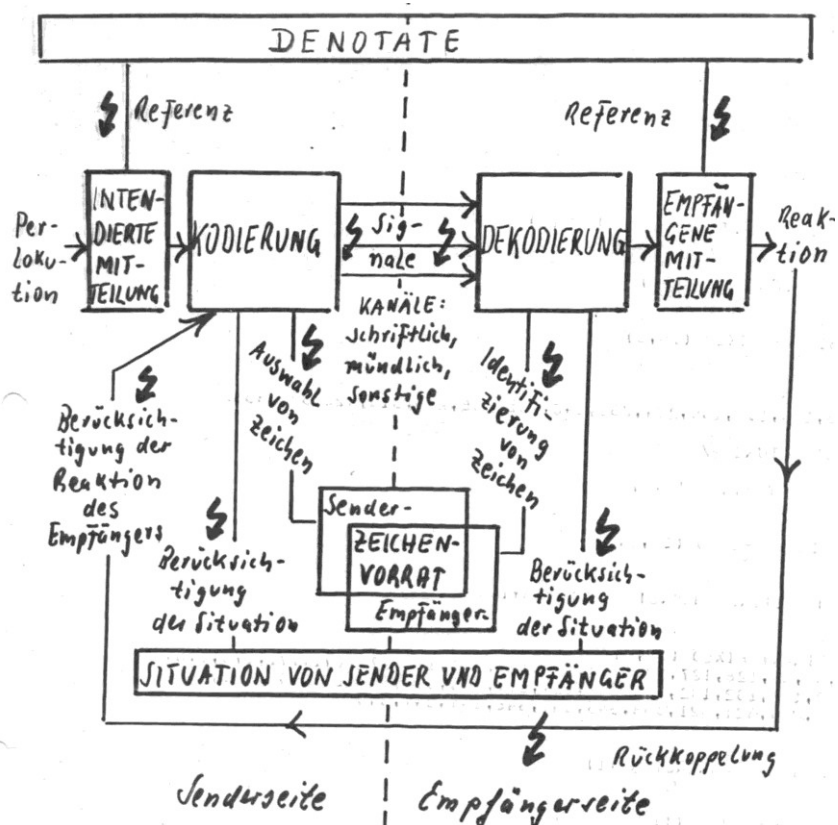 DENOTATE
Referenz
Referenz
Per-
loku-
tion
INTEN-
DIERTE
MIT-
TEILUNG
KODIERUNG
Sig-
nale
DEKODIERUNG
EMPFÄN-
GENE
MIT-
TEILUNG
Reak-
tion
KANÄLE:
schriftlich,
mündlich,
sonstige
Auswahl
von
Zeichen
Identifi-
zierung
von
Zeichen
Berücksich-
tigung der
Reaktion
des
Empfängers
Sender-
ZEICHEN-
VORRAT
Empfänger-
Berücksich-
tigung
der Situation
Berücksich-
tigung
der Situation
SITUATION VON SENDER UND EMPFÄNGER
Rückkoppelung
Senderseite
Empfängerseite